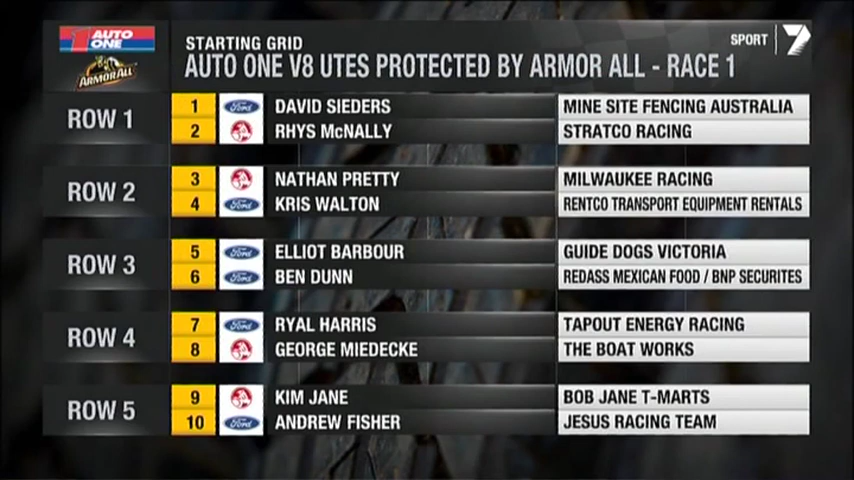 1 AUTO ONE
ARMOR ALL
STARTING GRID
AUTO ONE V8 UTES PROTECTED BY ARMOR ALL - RACE 1
SPORT 7
ROW 1
1 Ford DAVID SIEDERS MINE SITE FENCING AUSTRALIA
2 RHYS McNALLY STRATCO RACING
ROW 2
3 NATHAN PRETTY MILWAUKEE RACING
4 Ford KRIS WALTON RENTCO TRANSPORT EQUIPMENT RENTALS
ROW 3
5 Ford ELLIOT BARBOUR GUIDE DOGS VICTORIA
6 Ford BEN DUNN REDASS MEXICAN FOOD / BNP SECURITES
ROW 4
7 Ford RYAL HARRIS TAPOUT ENERGY RACING
8 GEORGE MIEDECKE THE BOAT WORKS
ROW 5
9 KIM JANE BOB JANE T-MARTS
10 Ford ANDREW FISHER JESUS RACING TEAM